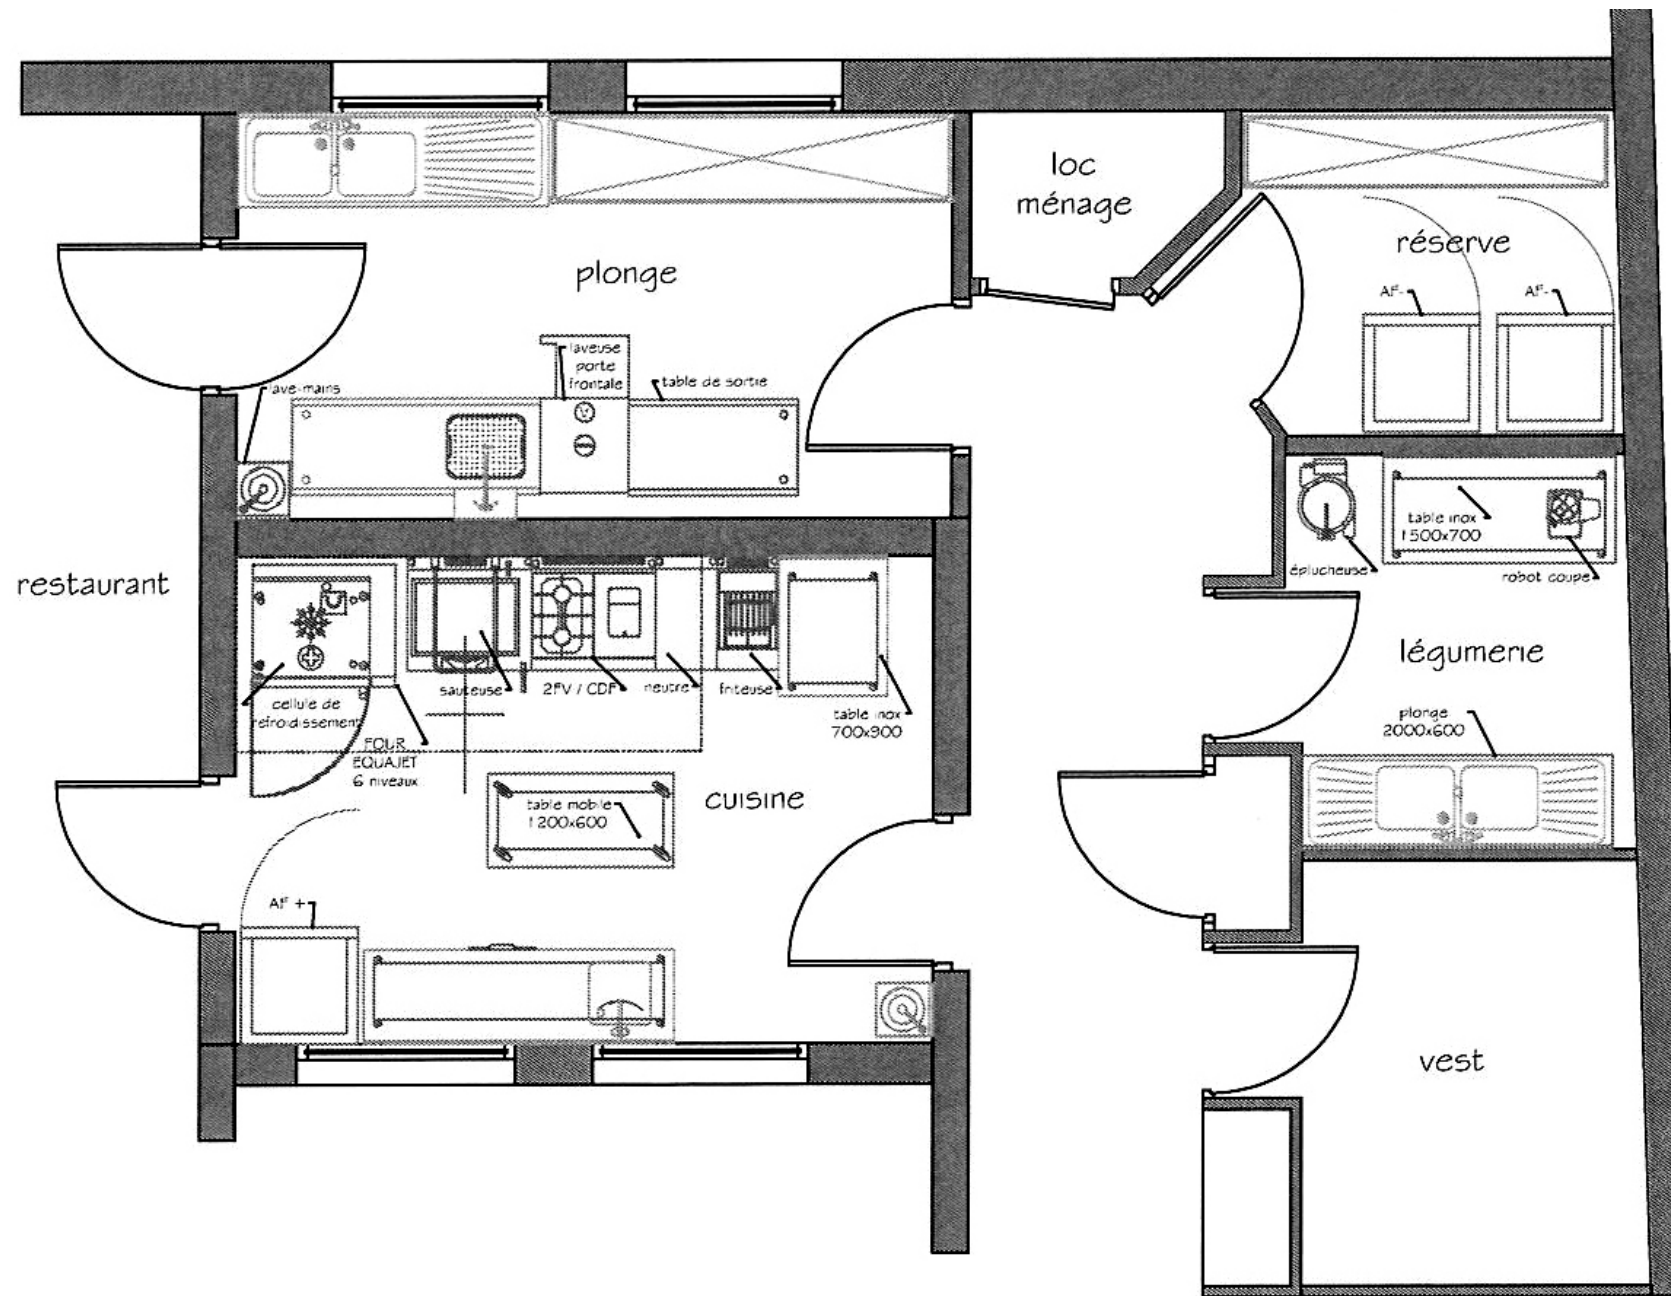 loc
ménage
réserve
plonge
AF-
AF-
laveuse
porte
frontale
table de sortie
lave-mains
table inox
1500x700
éplucheuse
robot coupe
restaurant
légumerie
sauteuse
2FV / CDF
neutre
friteuse
cellule de
refroidissement
table inox
700x900
plonge
2000x600
FOUR
EQUAJET
6 niveaux
table mobile
1200x600
cuisine
AF +
vest